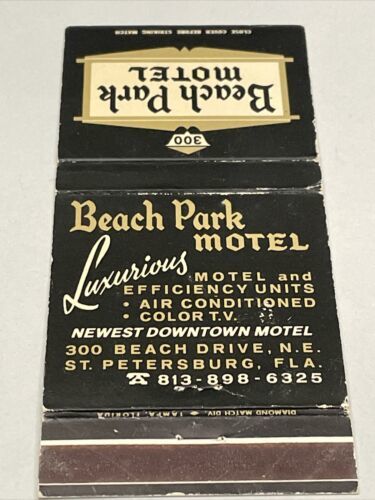 CLOSE COVER BEFORE STRIKING MATCH
Beach Park
MOTEL
300
Beach Park
MOTEL
Luxurious
MOTEL and
EFFICIENCY UNITS
• AIR CONDITIONED
• COLOR T.V.
NEWEST DOWNTOWN MOTEL
300 BEACH DRIVE, N.E.
ST. PETERSBURG, FLA.
☎ 813-898-6325
DIAMOND MATCH DIV. ✦ TAMPA, FLORIDA